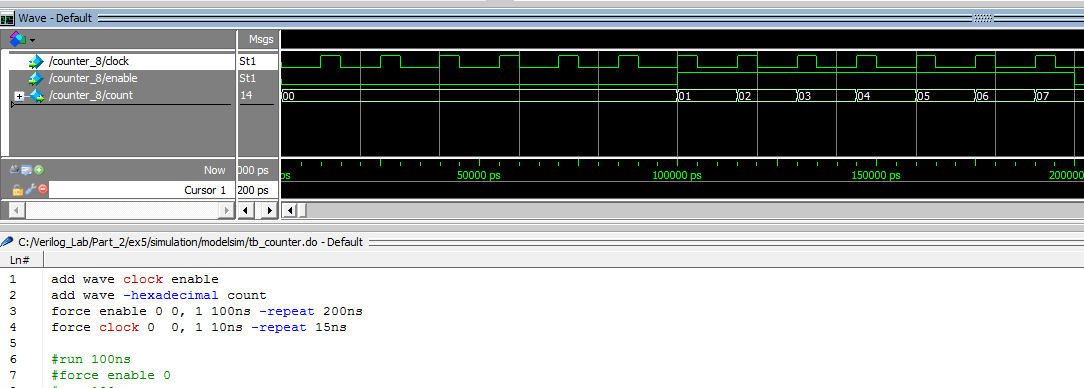 Wave - Default
Msgs
/counter_8/clock St1
/counter_8/enable St1
/counter_8/count 14 00 01 02 03 04 05 06 07
Now 000 ps ps 50000 ps 100000 ps 150000 ps 200000
Cursor 1 200 ps
C:/Verilog_Lab/Part_2/ex5/simulation/modelsim/tb_counter.do - Default
Ln#
1 add wave clock enable
2 add wave -hexadecimal count
3 force enable 0 0, 1 100ns -repeat 200ns
4 force clock 0  0, 1 10ns -repeat 15ns
5
6 #run 100ns
7 #force enable 0